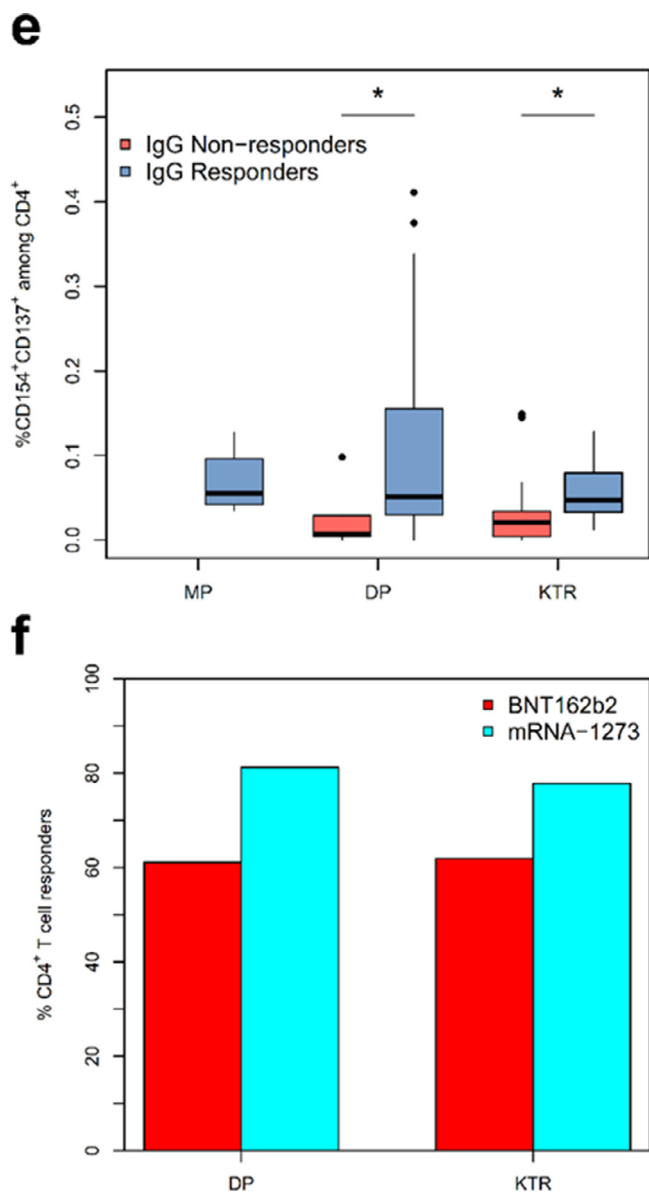 e
%CD154⁺CD137⁺ among CD4⁺
0.5
0.4
0.3
0.2
0.1
0.0
* *
IgG Non-responders
IgG Responders
MP DP KTR
f
% CD4⁺ T cell responders
100
80
60
40
20
0
BNT162b2
mRNA-1273
DP KTR